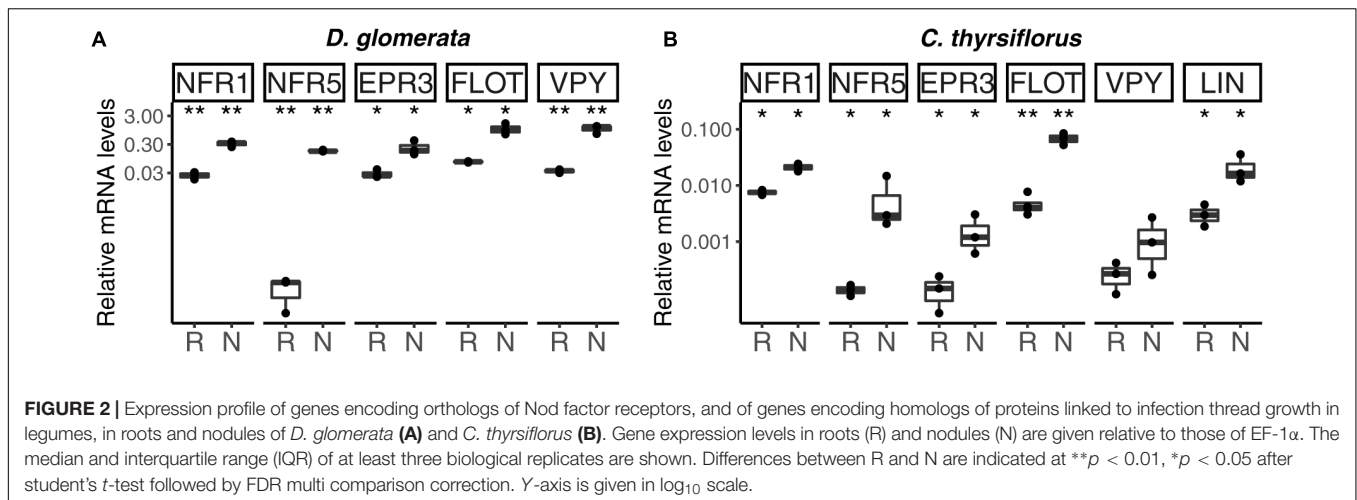 A
D. glomerata
NFR1 NFR5 EPR3 FLOT VPY
** ** ** ** * * * * ** **
3.00
0.30
0.03
Relative mRNA levels
R N R N R N R N R N
B
C. thyrsiflorus
NFR1 NFR5 EPR3 FLOT VPY LIN
* * * * * * ** ** * *
0.100
0.010
0.001
Relative mRNA levels
R N R N R N R N R N R N
FIGURE 2 | Expression profile of genes encoding orthologs of Nod factor receptors, and of genes encoding homologs of proteins linked to infection thread growth in
legumes, in roots and nodules of D. glomerata (A) and C. thyrsiflorus (B). Gene expression levels in roots (R) and nodules (N) are given relative to those of EF-1α. The
median and interquartile range (IQR) of at least three biological replicates are shown. Differences between R and N are indicated at **p < 0.01, *p < 0.05 after
student's t-test followed by FDR multi comparison correction. Y-axis is given in log10 scale.